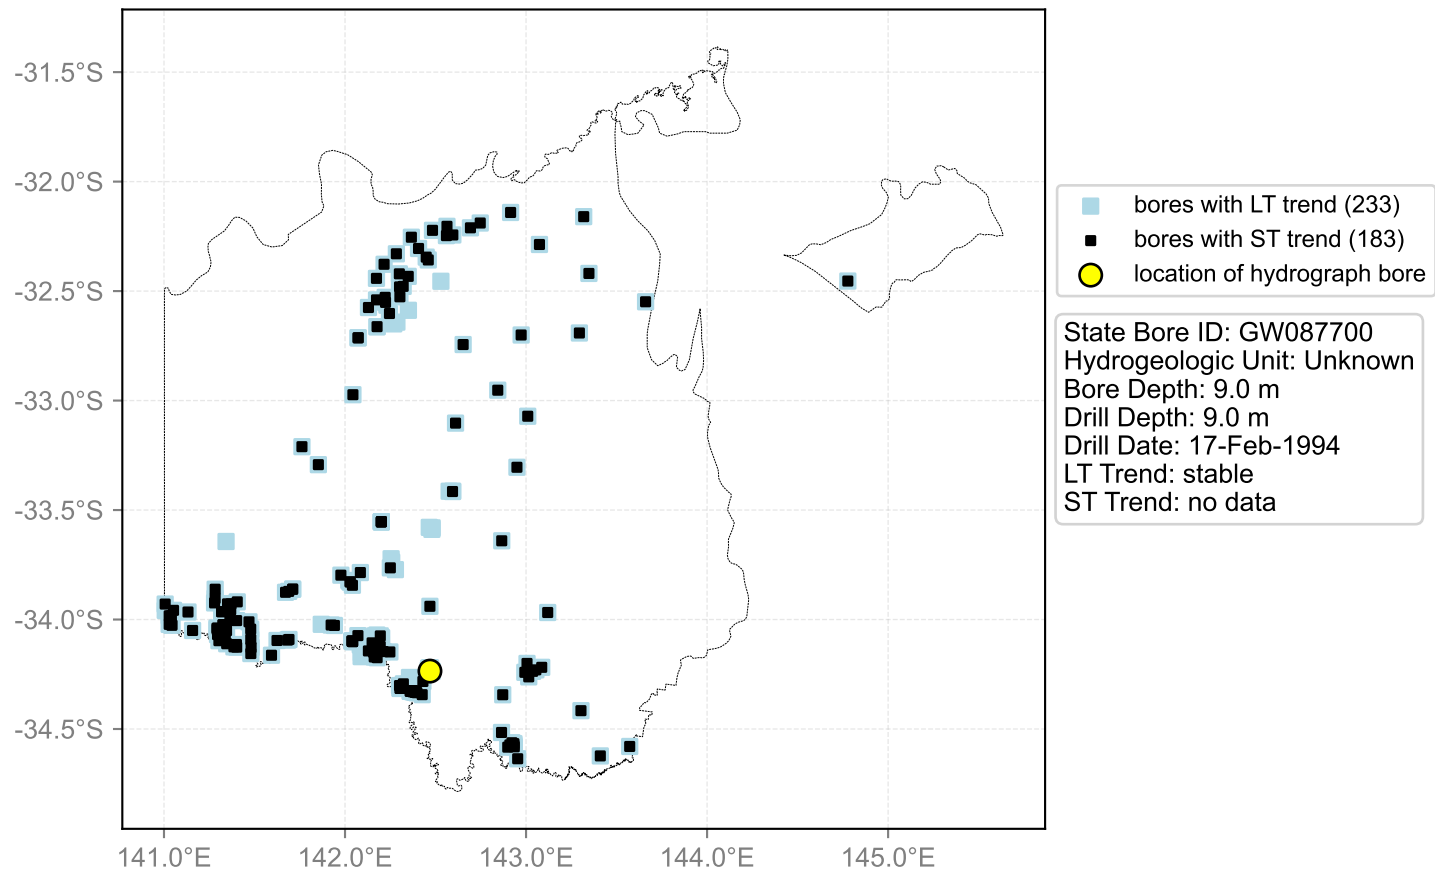 -31.5°S
-32.0°S
-32.5°S
-33.0°S
-33.5°S
-34.0°S
-34.5°S
141.0°E
142.0°E
143.0°E
144.0°E
145.0°E
bores with LT trend (233)
bores with ST trend (183)
location of hydrograph bore
State Bore ID: GW087700
Hydrogeologic Unit: Unknown
Bore Depth: 9.0 m
Drill Depth: 9.0 m
Drill Date: 17-Feb-1994
LT Trend: stable
ST Trend: no data